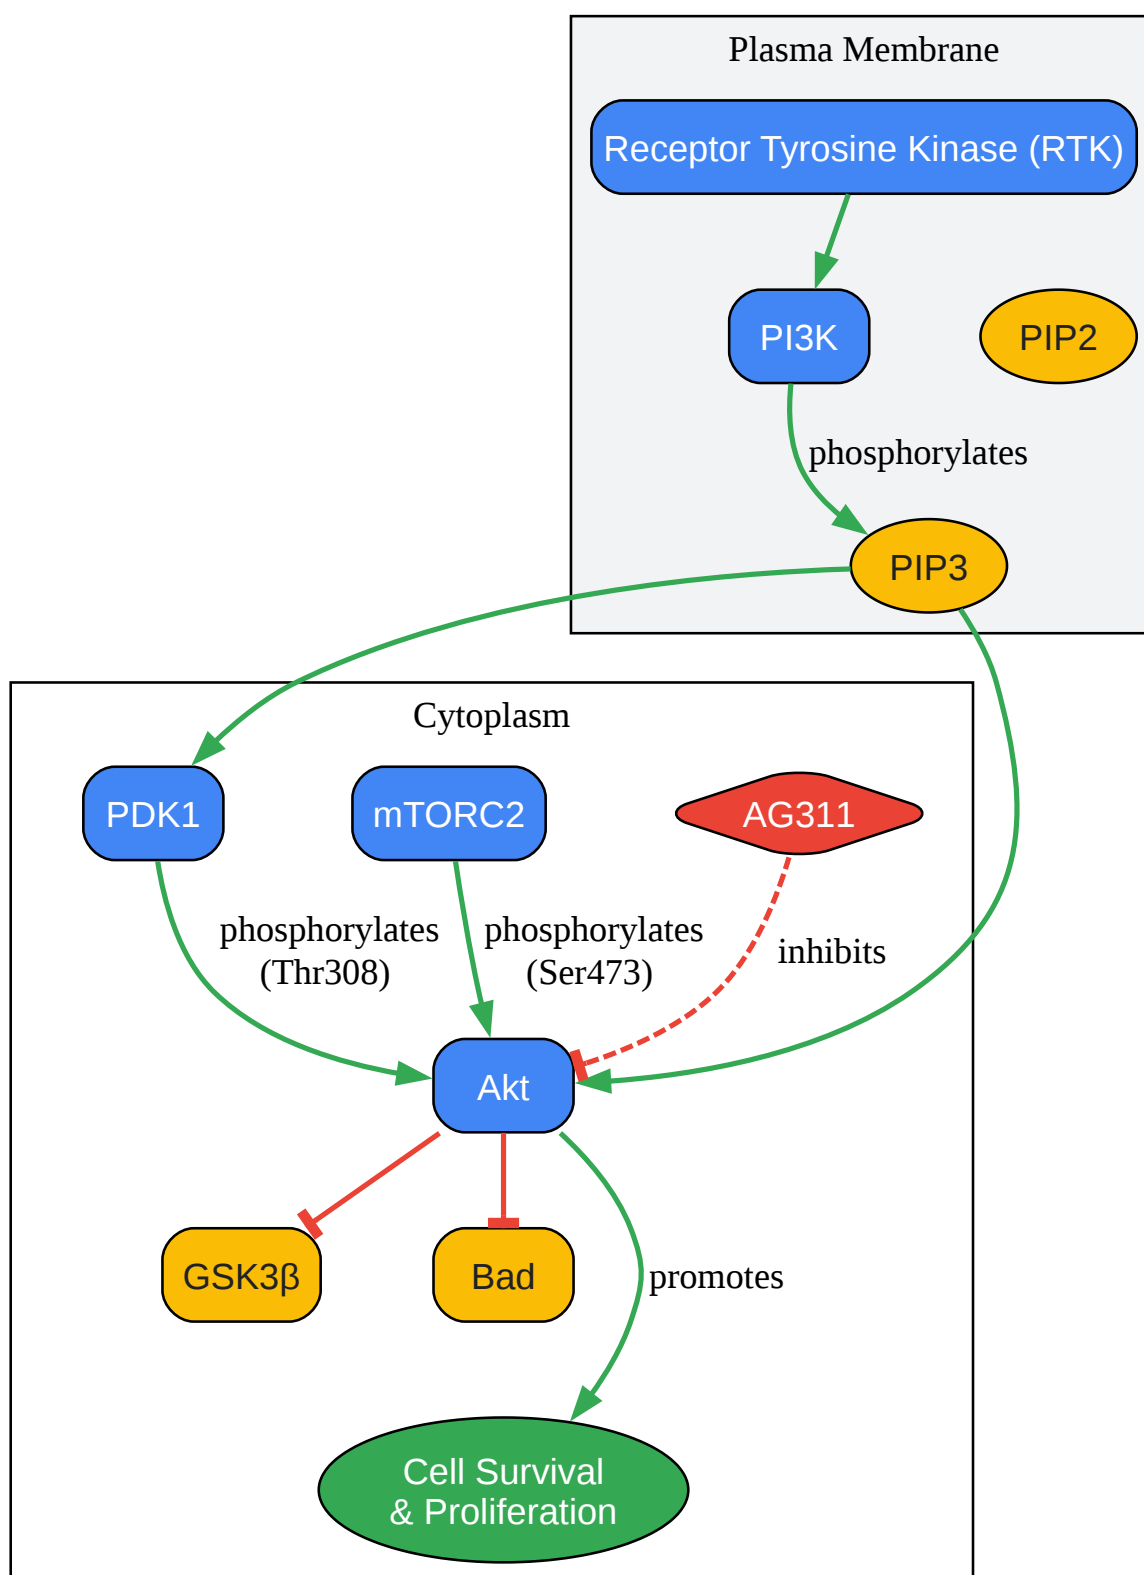 Plasma Membrane
Receptor Tyrosine Kinase (RTK)
PI3K
PIP2
phosphorylates
PIP3
Cytoplasm
PDK1
mTORC2
AG311
phosphorylates
(Thr308)
phosphorylates
(Ser473)
inhibits
Akt
GSK3β
Bad
promotes
Cell Survival
& Proliferation